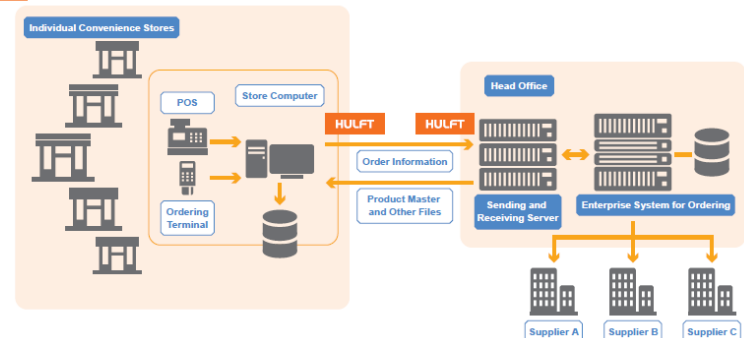 Individual Convenience Stores
POS
Store Computer
Ordering
Terminal
HULFT
HULFT
Order Information
Product Master
and Other Files
Head Office
Sending and
Receiving Server
Enterprise System for Ordering
Supplier A
Supplier B
Supplier C